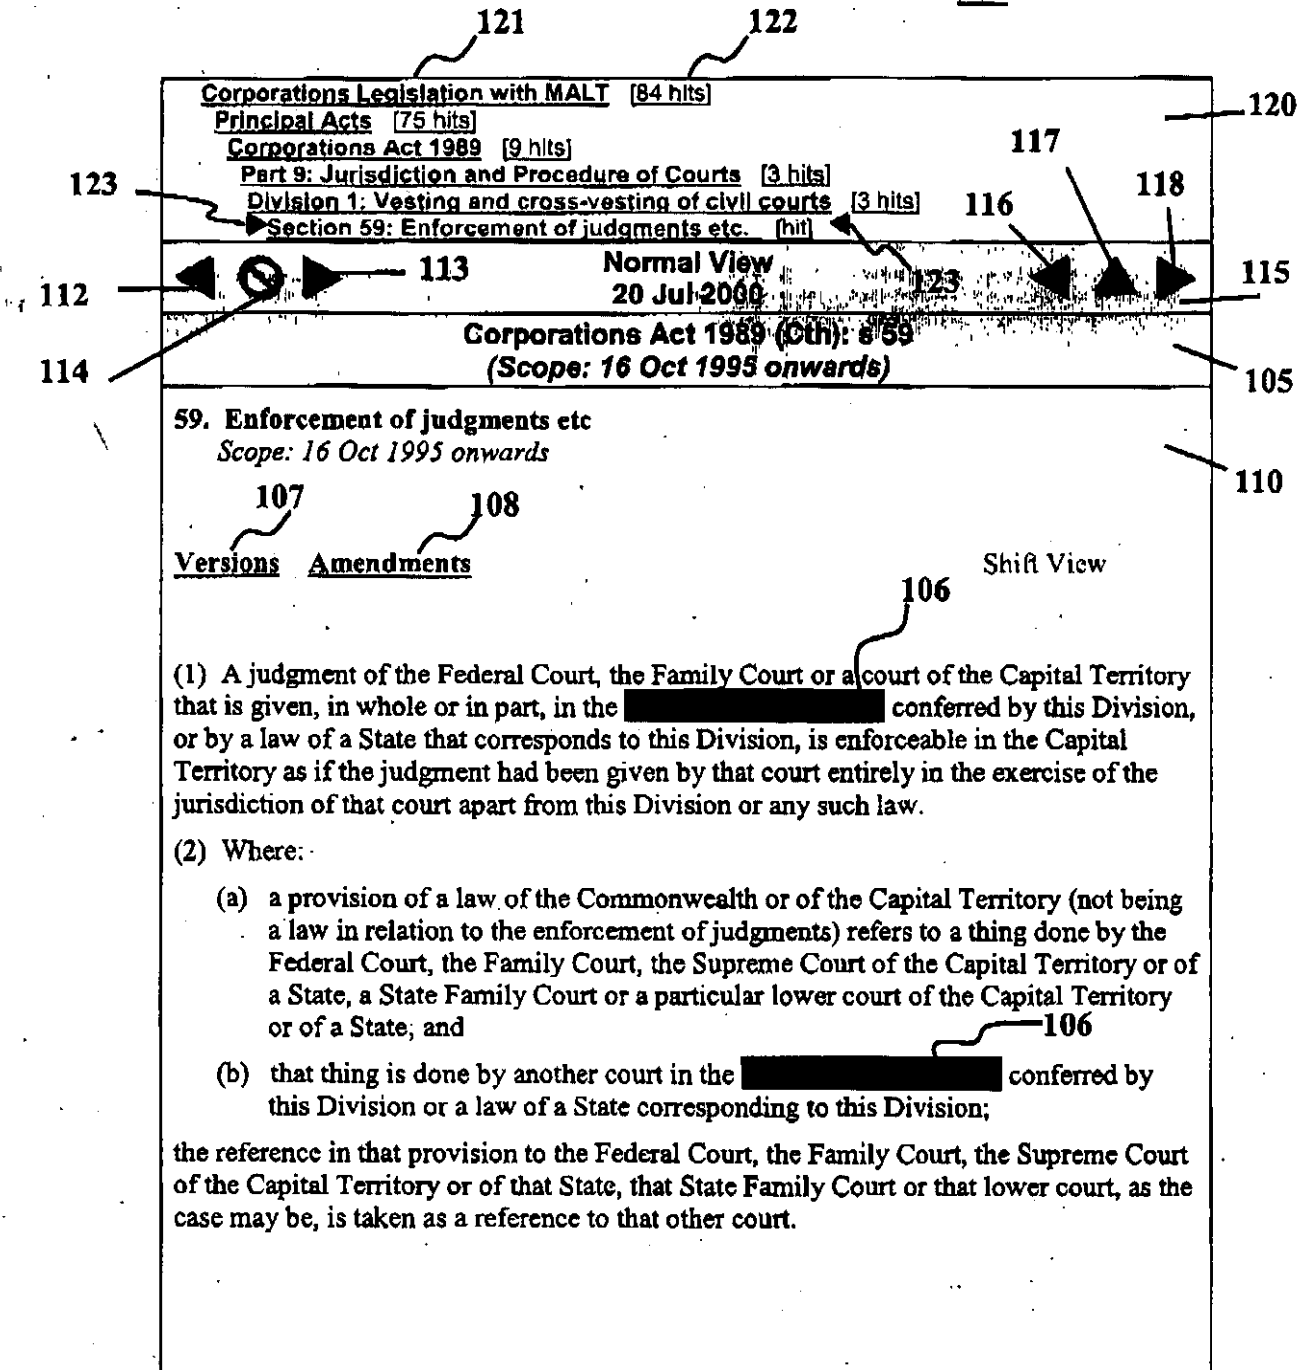 121 122
Corporations Legislation with MALT [84 hits]
120
Principal Acts [75 hits]
117
Corporations Act 1989 [9 hits]
Part 9: Jurisdiction and Procedure of Courts [3 hits]
123
118
Division 1: Vesting and cross-vesting of civil courts [3 hits]
116
Section 59: Enforcement of judgments etc. [hit]
Normal View
113
123
115
112
20 Jul 2000
Corporations Act 1989 (Cth): s 59
114
(Scope: 16 Oct 1995 onwards)
105
59. Enforcement of judgments etc
Scope: 16 Oct 1995 onwards
110
107 108
Versions Amendments Shift View
106
(1) A judgment of the Federal Court, the Family Court or a court of the Capital Territory
that is given, in whole or in part, in the conferred by this Division,
or by a law of a State that corresponds to this Division, is enforceable in the Capital
Territory as if the judgment had been given by that court entirely in the exercise of the
jurisdiction of that court apart from this Division or any such law.
(2) Where:
(a) a provision of a law of the Commonwealth or of the Capital Territory (not being
a law in relation to the enforcement of judgments) refers to a thing done by the
Federal Court, the Family Court, the Supreme Court of the Capital Territory or of
a State, a State Family Court or a particular lower court of the Capital Territory
or of a State; and
106
(b) that thing is done by another court in the conferred by
this Division or a law of a State corresponding to this Division;
the reference in that provision to the Federal Court, the Family Court, the Supreme Court
of the Capital Territory or of that State, that State Family Court or that lower court, as the
case may be, is taken as a reference to that other court.